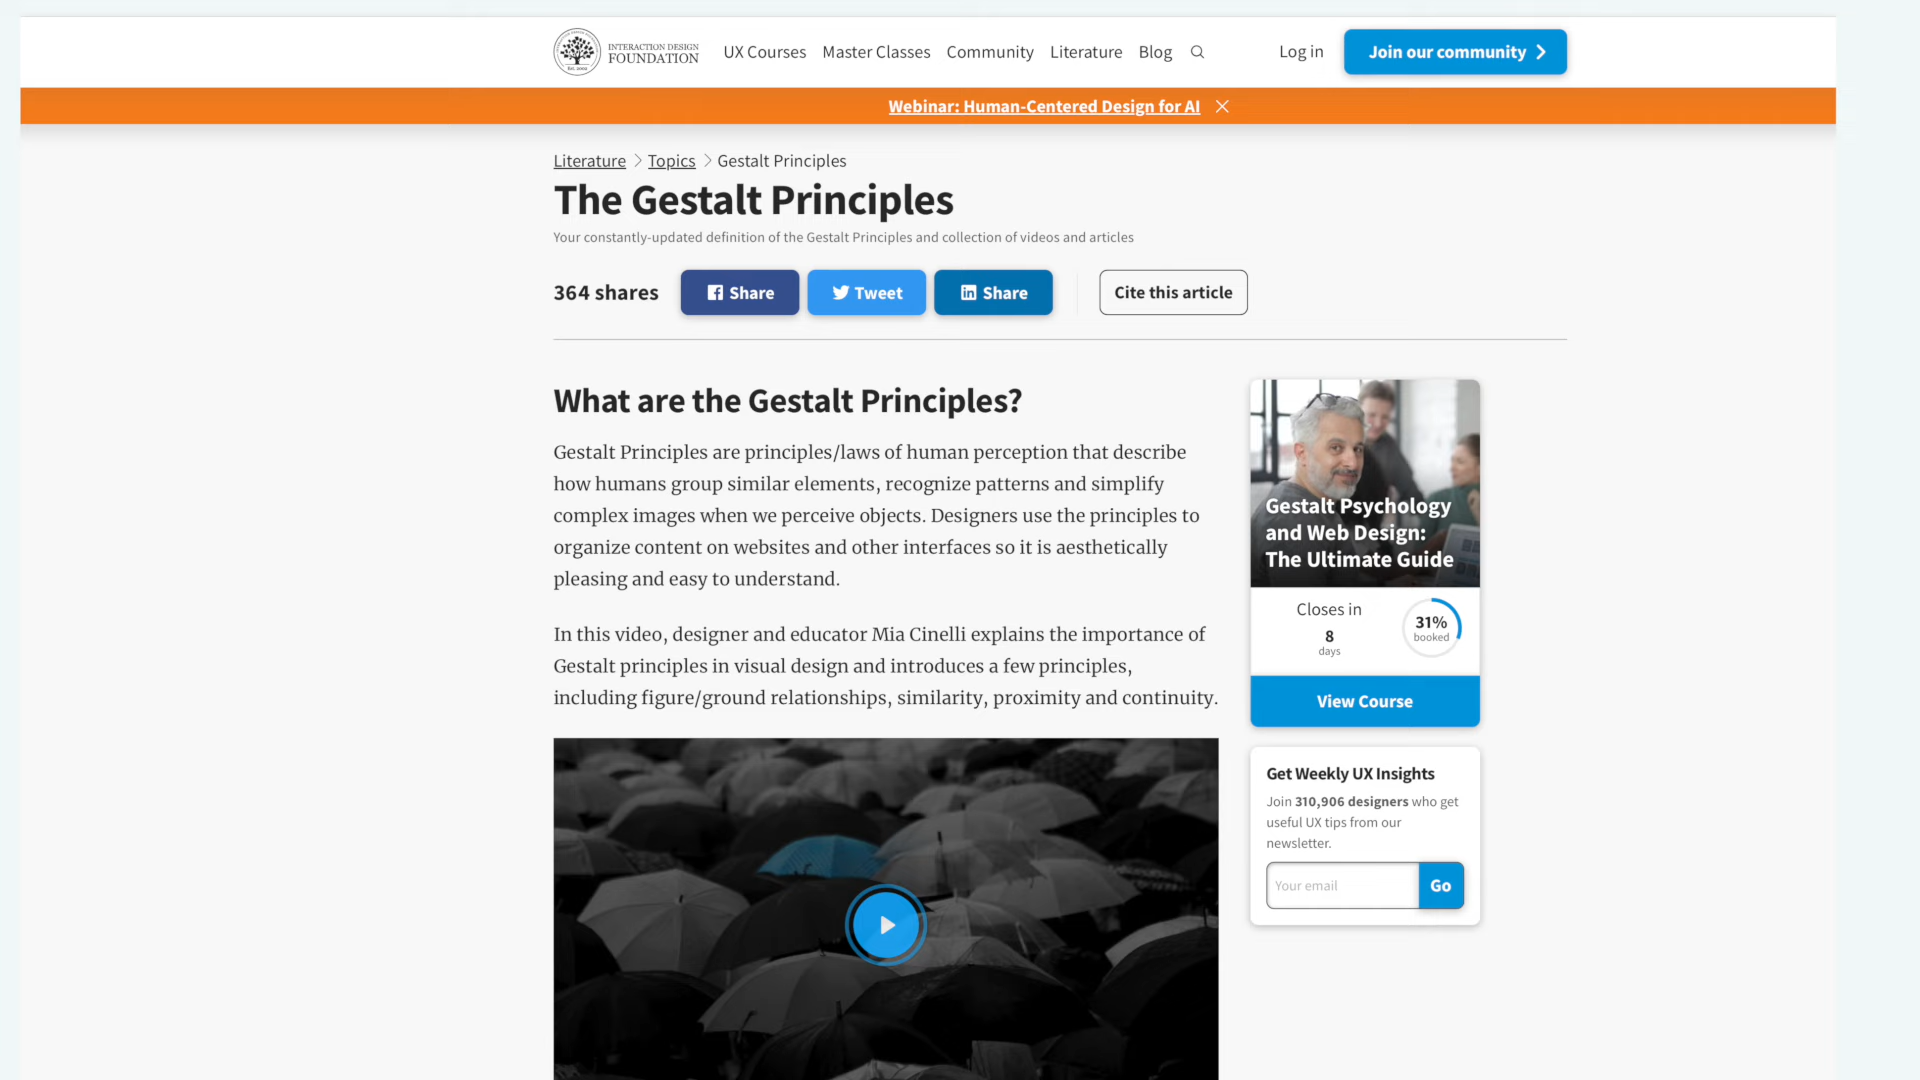 INTERACTION DESIGN
FOUNDATION
Est. 2002
UX Courses Master Classes Community Literature Blog
Log in
Join our community
Webinar: Human-Centered Design for AI
Literature > Topics > Gestalt Principles
The Gestalt Principles
Your constantly-updated definition of the Gestalt Principles and collection of videos and articles
364 shares
Share
Tweet
Share
Cite this article
What are the Gestalt Principles?
Gestalt Principles are principles/laws of human perception that describe
how humans group similar elements, recognize patterns and simplify
complex images when we perceive objects. Designers use the principles to
organize content on websites and other interfaces so it is aesthetically
pleasing and easy to understand.
In this video, designer and educator Mia Cinelli explains the importance of
Gestalt principles in visual design and introduces a few principles,
including figure/ground relationships, similarity, proximity and continuity.
Gestalt Psychology
and Web Design:
The Ultimate Guide
Closes in
8
days
31%
booked
View Course
Get Weekly UX Insights
Join 310,906 designers who get
useful UX tips from our
newsletter.
Your email
Go